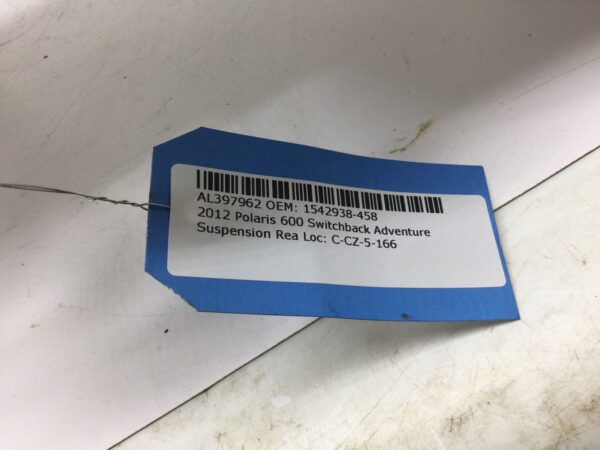 AL397962 OEM: 1542938-458
2012 Polaris 600 Switchback Adventure
Suspension Rea Loc: C-CZ-5-166